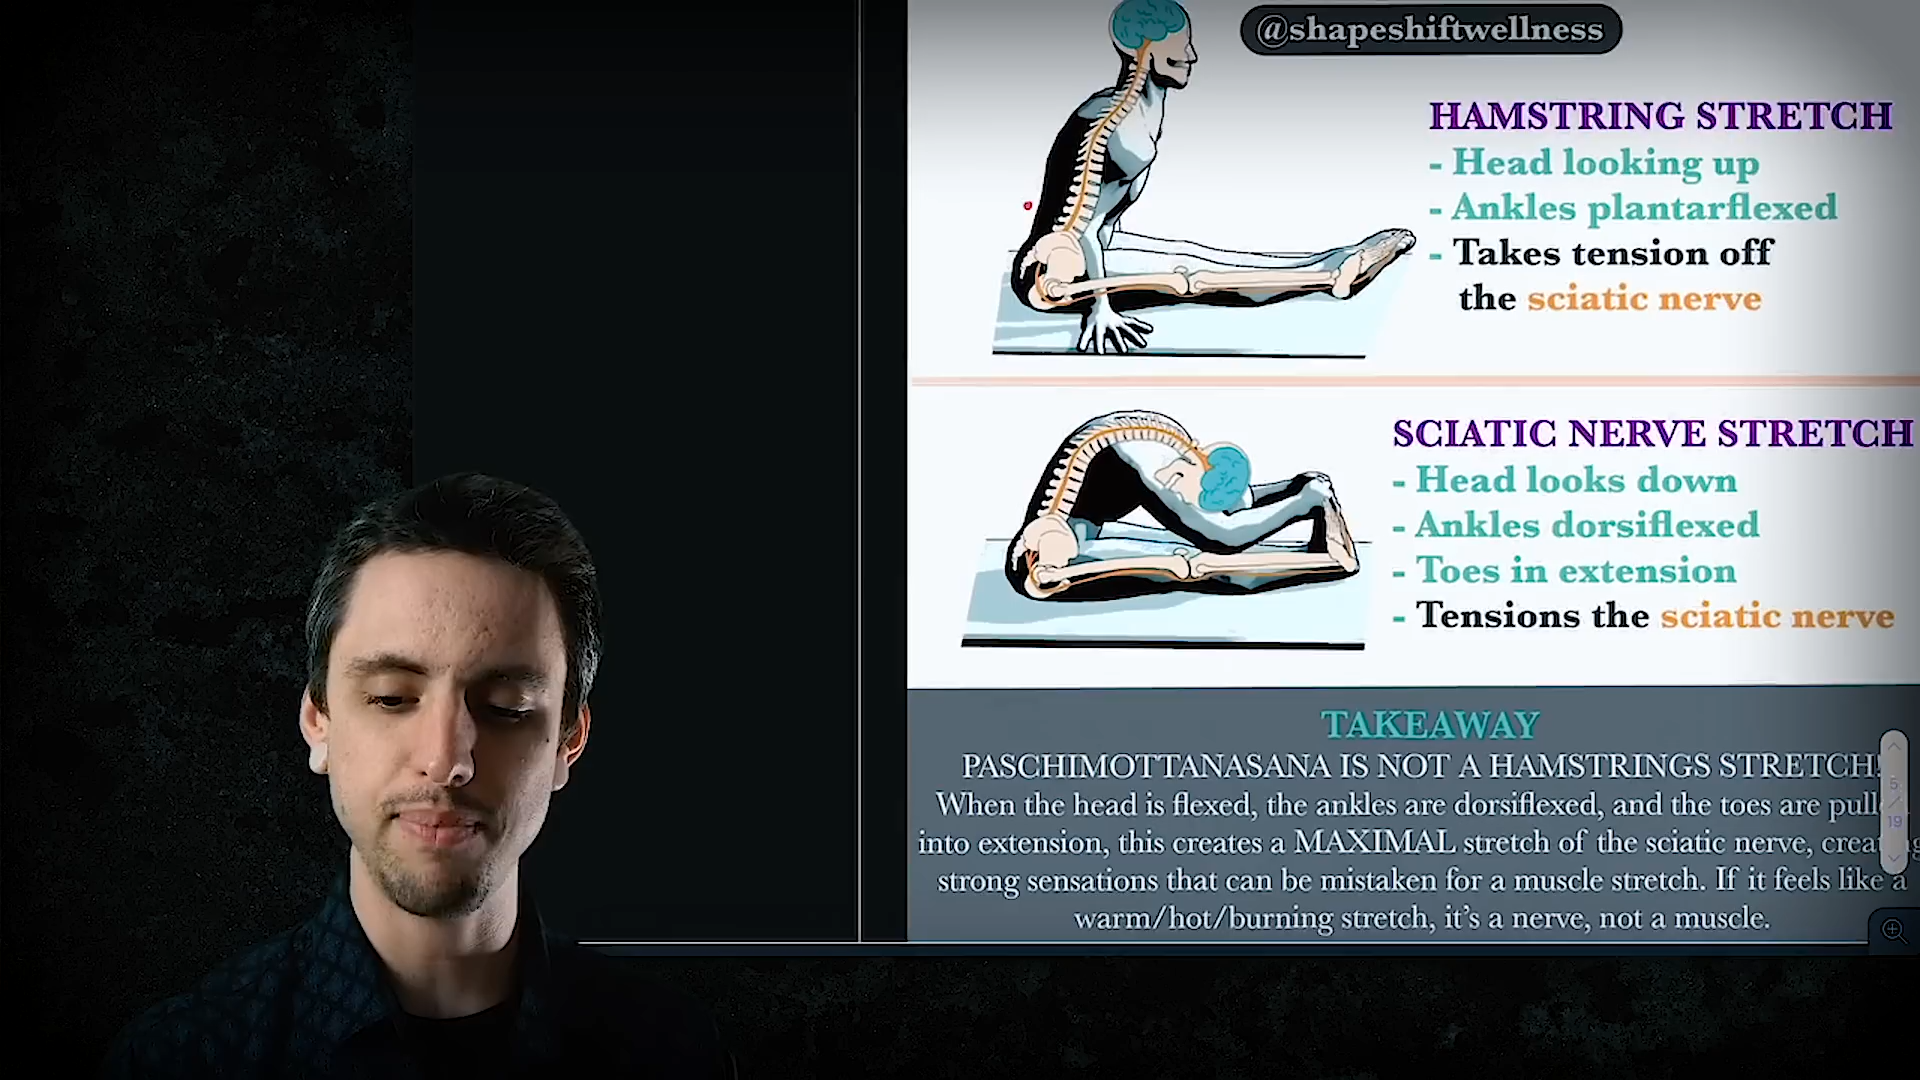 @shapeshiftwellness
HAMSTRING STRETCH
- Head looking up
- Ankles plantarflexed
- Takes tension off
the sciatic nerve
SCIATIC NERVE STRETCH
- Head looks down
- Ankles dorsiflexed
- Toes in extension
- Tensions the sciatic nerve
TAKEAWAY
PASCHIMOTTANASANA IS NOT A HAMSTRINGS STRETCH!
When the head is flexed, the ankles are dorsiflexed, and the toes are
into extension, this creates a MAXIMAL stretch of the sciatic nerve,
strong sensations that can be mistaken for a muscle stretch. If it feels like a
warm/hot/burning stretch, it's a nerve, not a muscle.
5
/
19